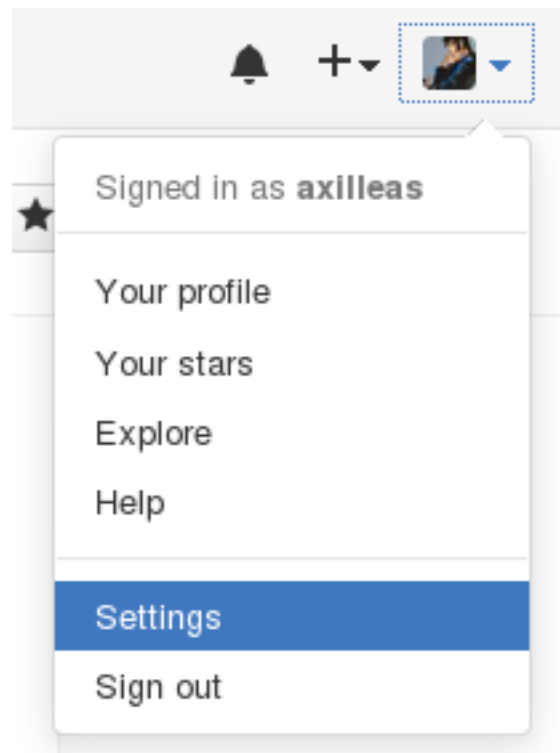 Signed in as axilleas
Your profile
Your stars
Explore
Help
Settings
Sign out